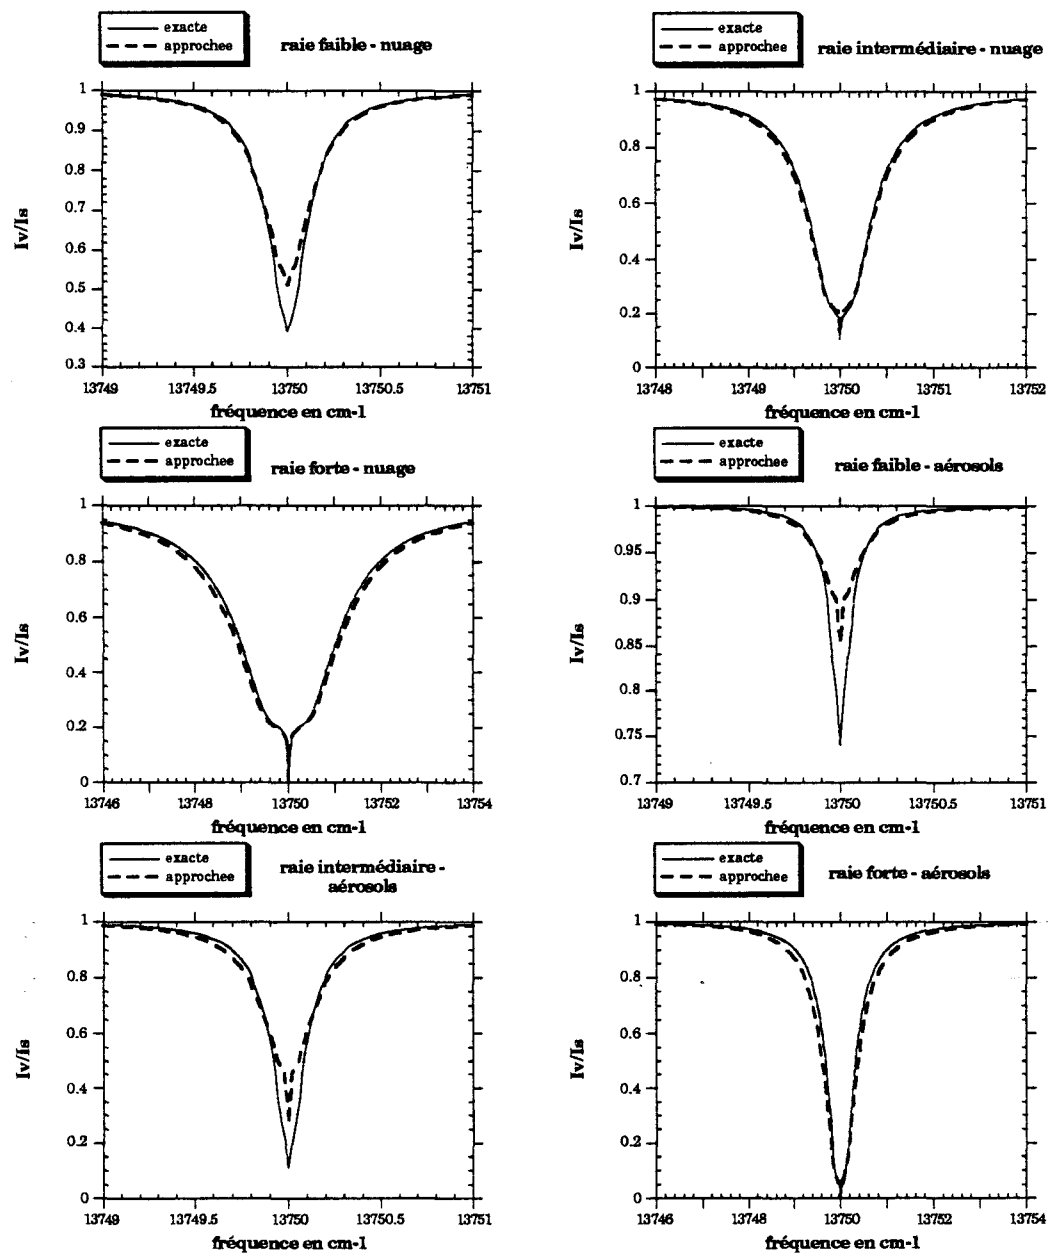 exacte
approchee
raie faible - nuage
1
0.9
0.8
0.7
0.6
0.5
0.4
0.3
Iv/Is
13749 13749.5 13750 13750.5 13751
fréquence en cm-1
exacte
approchee
raie intermédiaire - nuage
1
0.8
0.6
0.4
0.2
0
Iv/Is
13748 13749 13750 13751 13752
fréquence en cm-1
exacte
approchee
raie forte - nuage
1
0.8
0.6
0.4
0.2
0
Iv/Is
13746 13748 13750 13752 13754
fréquence en cm-1
exacte
approchee
raie faible - aérosols
1
0.95
0.9
0.85
0.8
0.75
0.7
Iv/Is
13749 13749.5 13750 13750.5 13751
fréquence en cm-1
exacte
approchee
raie intermédiaire -
aérosols
1
0.8
0.6
0.4
0.2
0
Iv/Is
13749 13749.5 13750 13750.5 13751
fréquence en cm-1
exacte
approchee
raie forte - aérosols
1
0.8
0.6
0.4
0.2
0
Iv/Is
13746 13748 13750 13752 13754
fréquence en cm-1